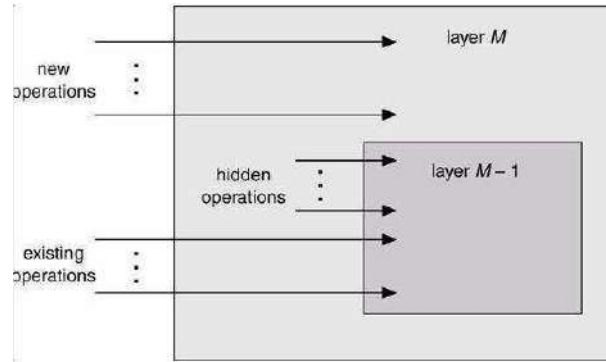 layer M
new
operations
layer M – 1
hidden
operations
existing
operations